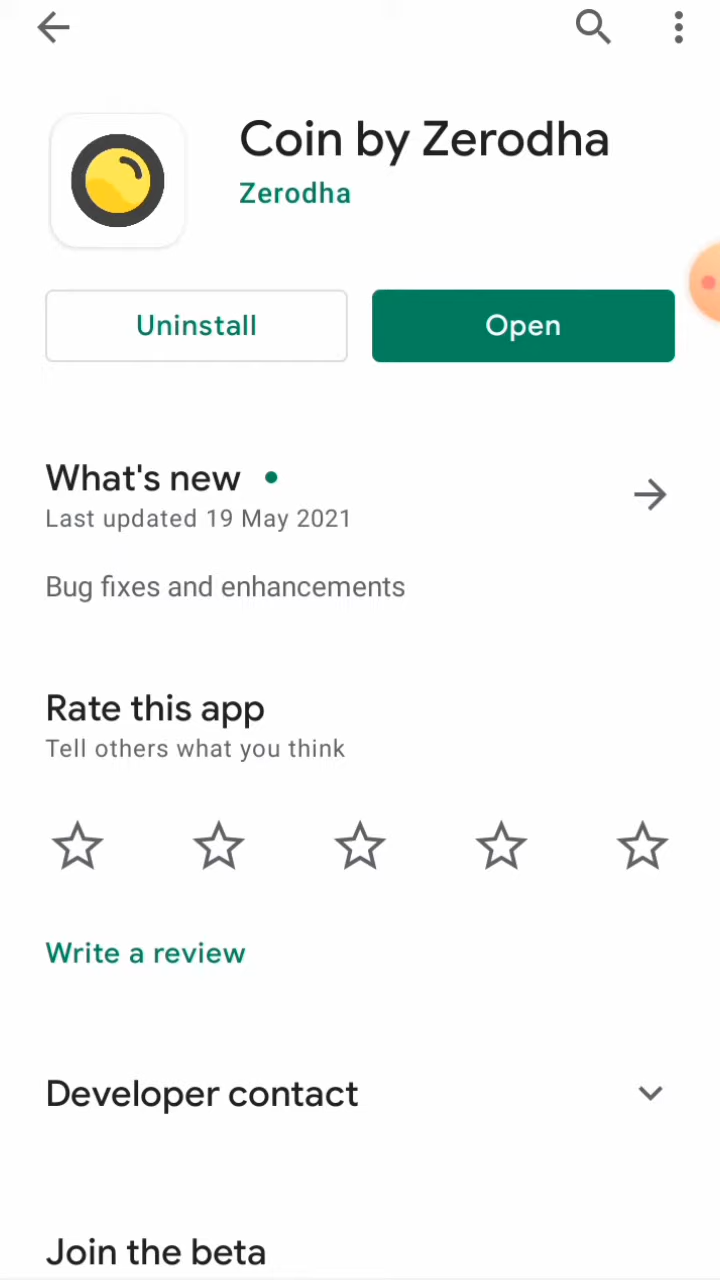 Coin by Zerodha
Zerodha
Uninstall
Open
What's new
Last updated 19 May 2021
Bug fixes and enhancements
Rate this app
Tell others what you think
Write a review
Developer contact
Join the beta